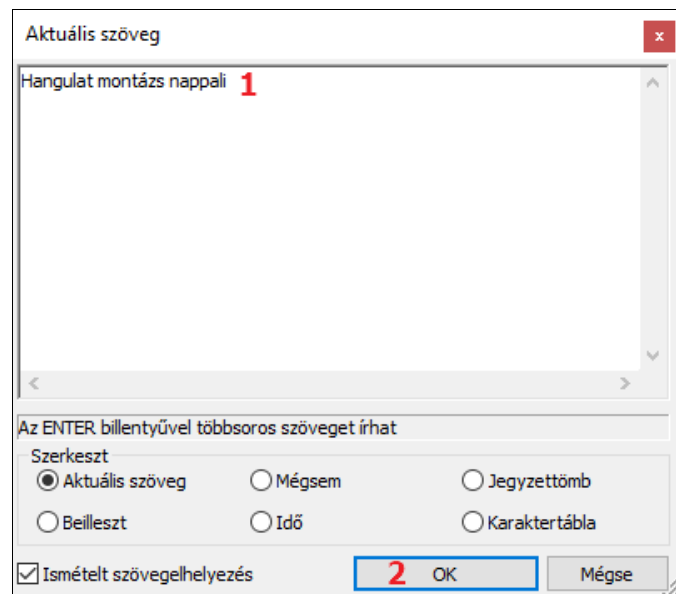 Aktuális szöveg
x
Hangulat montázs nappali 1
Az ENTER billentyűvel többsoros szöveget írhat
Szerkeszt
Aktuális szöveg Mégsem Jegyzettömb
Beilleszt Idő Karaktertábla
Ismételt szövegelhelyezés 2 OK Mégse